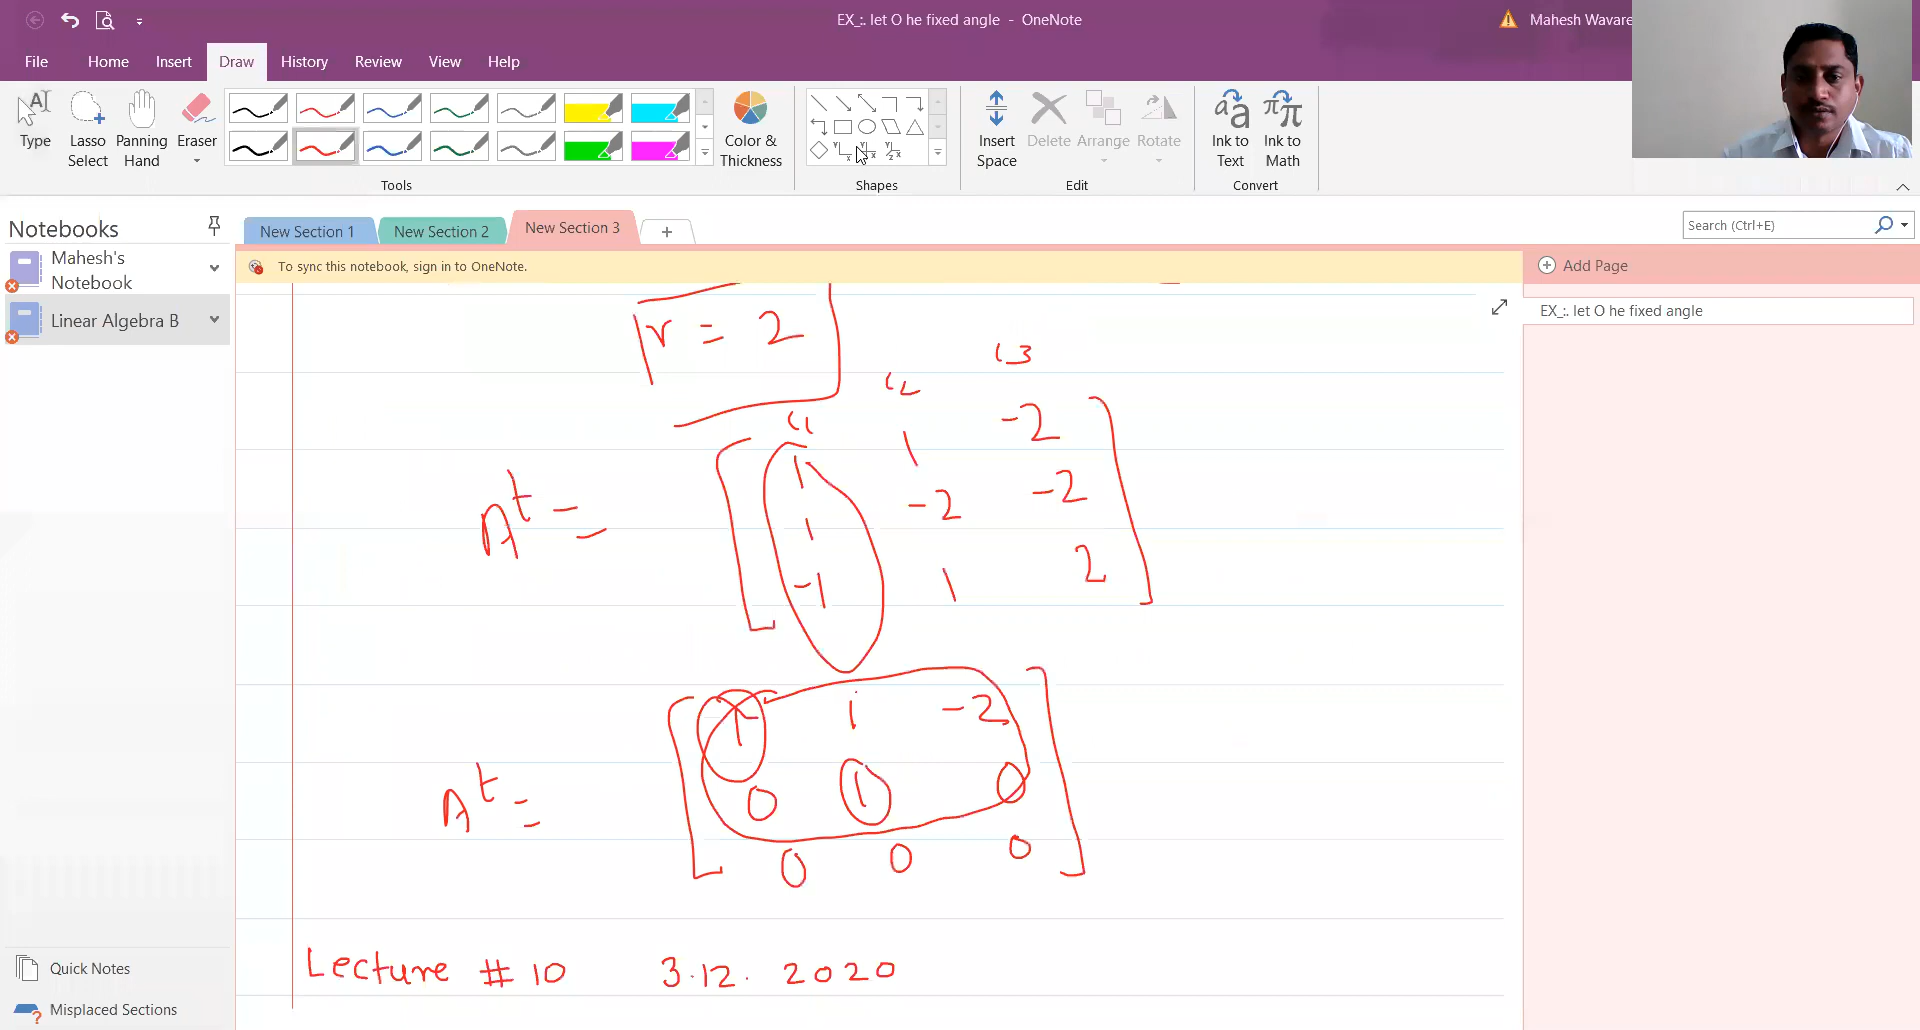 EX_:. let O he fixed angle - OneNote
Mahesh Wavare
File Home Insert Draw History Review View Help
Type
Lasso Select
Panning Hand
Eraser
Color & Thickness
Insert Space
Delete
Arrange
Rotate
Ink to Text
Ink to Math
Tools
Shapes
Edit
Convert
Notebooks
New Section 1
New Section 2
New Section 3
+
Search (Ctrl+E)
Mahesh's Notebook
Linear Algebra B
To sync this notebook, sign in to OneNote.
Add Page
EX_:. let O he fixed angle
r = 2
C1 C2 C3
A^t =
1 1 -2
1 -2 -2
-1 1 2
A^t =
1 1 -2
0 1 0
0 0 0
Lecture # 10 3.12.2020
Quick Notes
Misplaced Sections